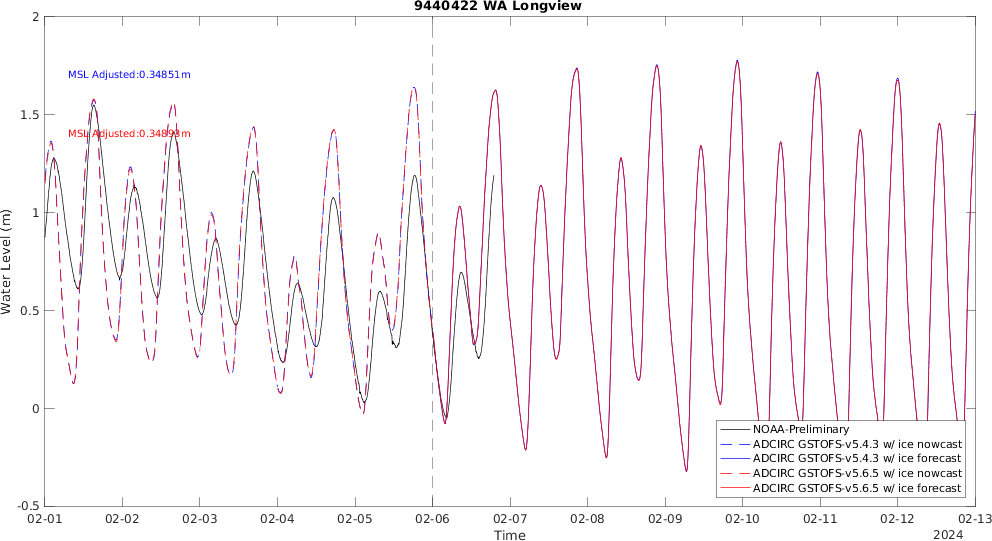 9440422 WA Longview
2
1.5
1
0.5
0
-0.5
Water Level (m)
MSL Adjusted:0.34851m
MSL Adjusted:0.34893m
NOAA-Preliminary
ADCIRC GSTOFS-v5.4.3 w/ ice nowcast
ADCIRC GSTOFS-v5.4.3 w/ ice forecast
ADCIRC GSTOFS-v5.6.5 w/ ice nowcast
ADCIRC GSTOFS-v5.6.5 w/ ice forecast
02-01 02-02 02-03 02-04 02-05 02-06 02-07 02-08 02-09 02-10 02-11 02-12 02-13
Time
2024